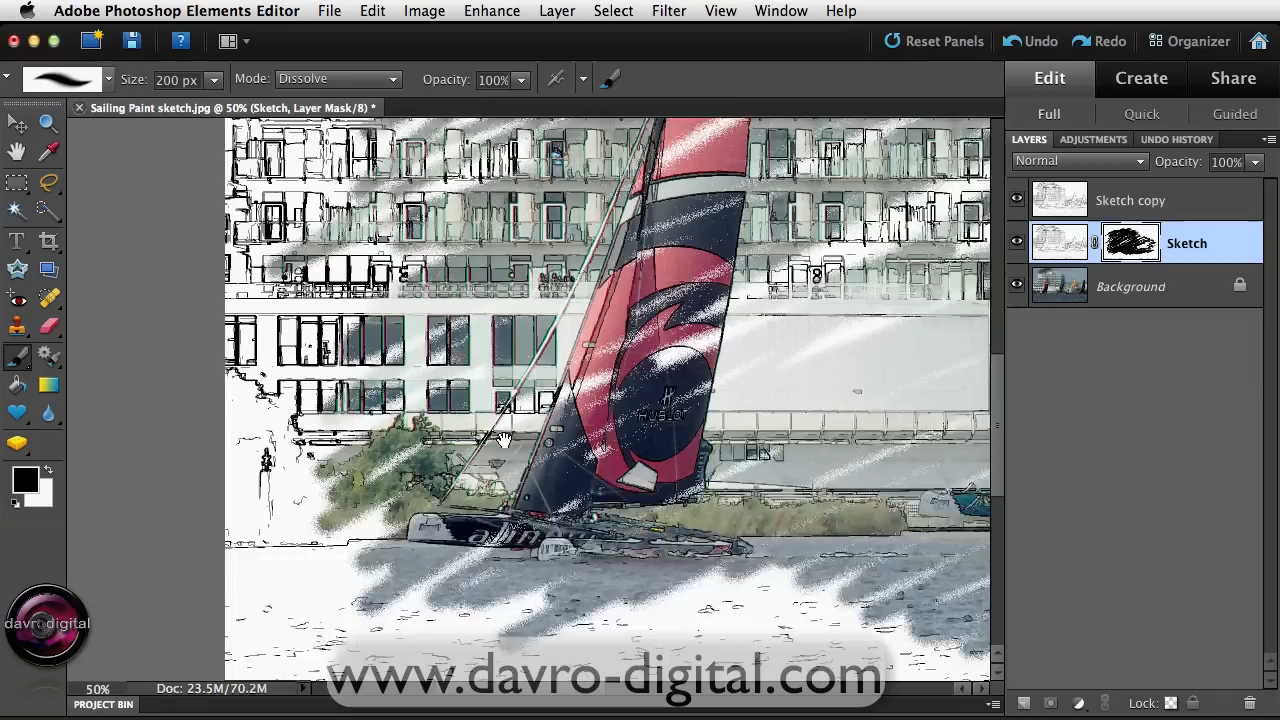 Adobe Photoshop Elements Editor File Edit Image Enhance Layer Select Filter View Window Help
Reset Panels Undo Redo Organizer
Size: 200 px Mode: Dissolve Opacity: 100%
Edit Create Share
Sailing Paint sketch.jpg @ 50% (Sketch, Layer Mask/8) *
Full Quick Guided
LAYERS ADJUSTMENTS UNDO HISTORY
Normal Opacity: 100%
Sketch copy
Sketch
Background
HUBLOT
davro-digital
www.davro-digital.com
50% Doc: 23.5M/70.2M
Lock:
PROJECT BIN